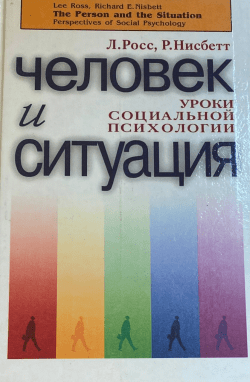 Lee Ross, Richard E. Nisbett
The Person and the Situation
Perspectives of Social Psychology
Л.Росс, Р.Нисбетт
ЧЕЛОВЕК
УРОКИ
и СОЦИАЛЬНОЙ
ПСИХОЛОГИИ
СИТУАЦИЯ